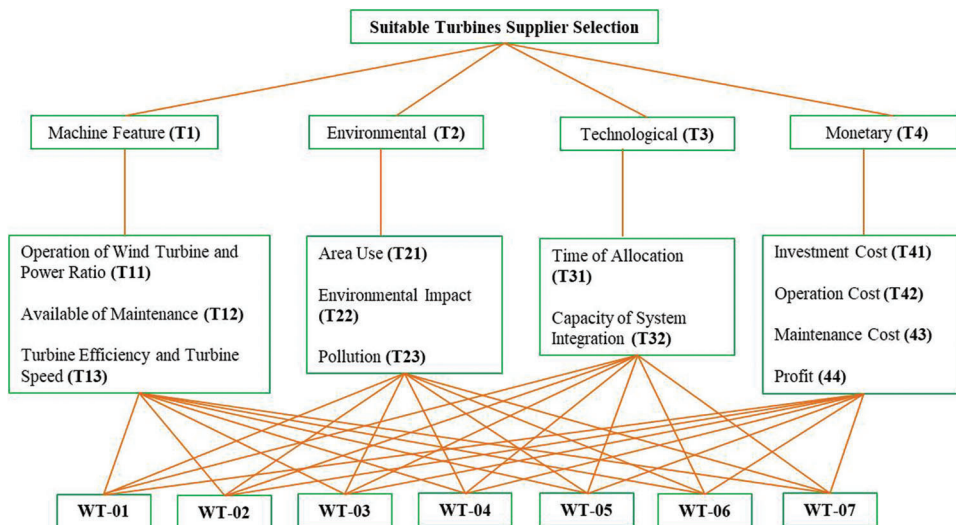 Suitable Turbines Supplier Selection
Machine Feature (T1)
Environmental (T2)
Technological (T3)
Monetary (T4)
Operation of Wind Turbine and
Power Ratio (T11)
Available of Maintenance (T12)
Turbine Efficiency and Turbine
Speed (T13)
Area Use (T21)
Environmental Impact
(T22)
Pollution (T23)
Time of Allocation
(T31)
Capacity of System
Integration (T32)
Investment Cost (T41)
Operation Cost (T42)
Maintenance Cost (43)
Profit (44)
WT-01
WT-02
WT-03
WT-04
WT-05
WT-06
WT-07